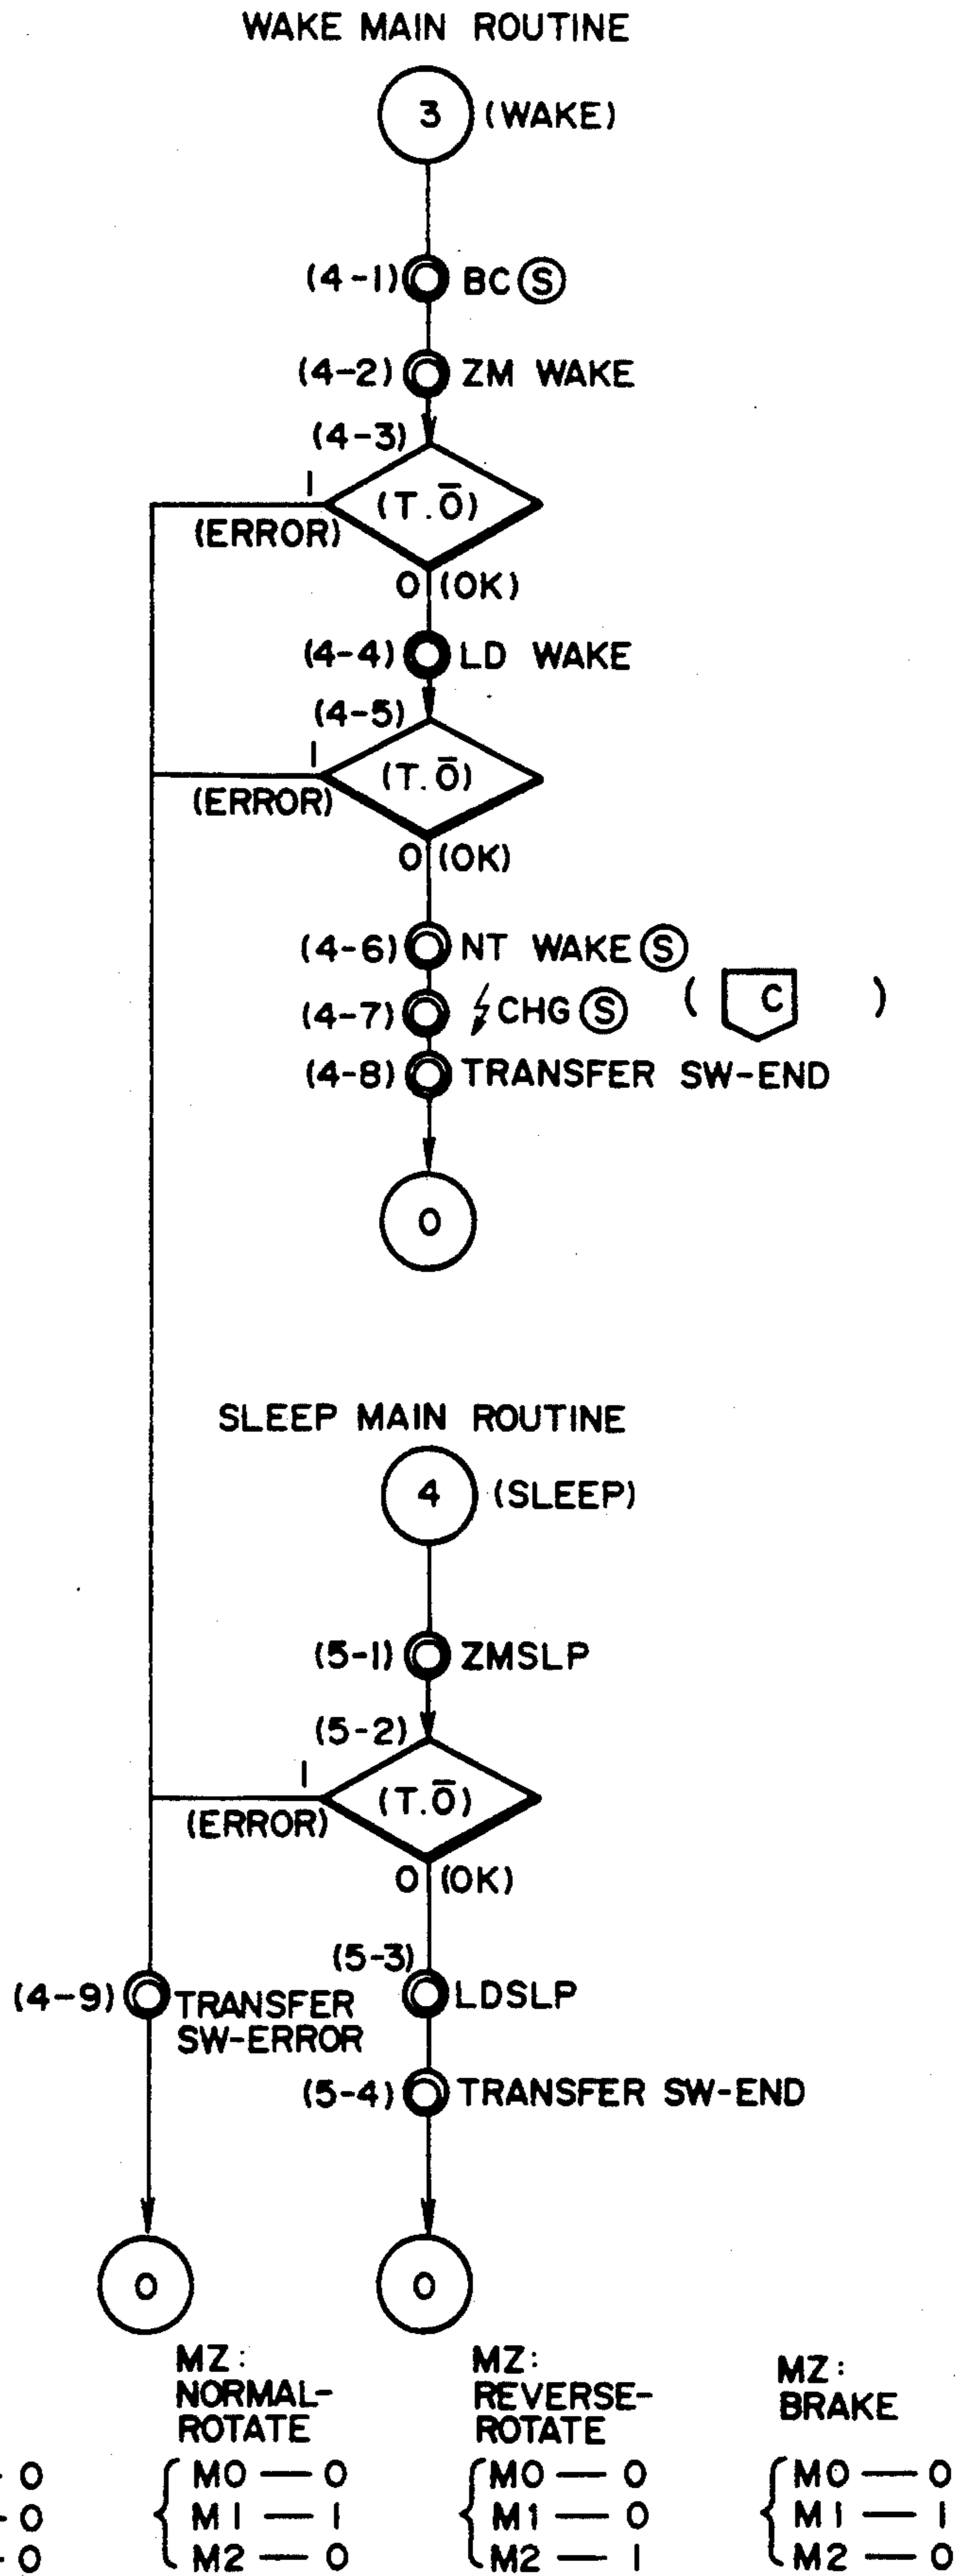 WAKE MAIN ROUTINE
3 (WAKE)
(4-1) BC Ⓢ
(4-2) ZM WAKE
(4-3)
1
(T.Ō)
(ERROR)
0 (OK)
(4-4) LD WAKE
(4-5)
1
(T.Ō)
(ERROR)
0 (OK)
(4-6) NT WAKE Ⓢ
(4-7) CHG Ⓢ ( C )
(4-8) TRANSFER SW-END
0
SLEEP MAIN ROUTINE
4 (SLEEP)
(5-1) ZMSLP
(5-2)
1
(T.Ō)
(ERROR)
0 (OK)
(5-3)
LDSLP
(4-9) TRANSFER
SW-ERROR
(5-4) TRANSFER SW-END
0 0
MZ:
NORMAL-
ROTATE
MZ:
REVERSE-
ROTATE
MZ:
BRAKE
0 M0 — 0 M0 — 0 M0 — 0
0 M1 — 1 M1 — 0 M1 — 1
0 M2 — 0 M2 — 1 M2 — 0